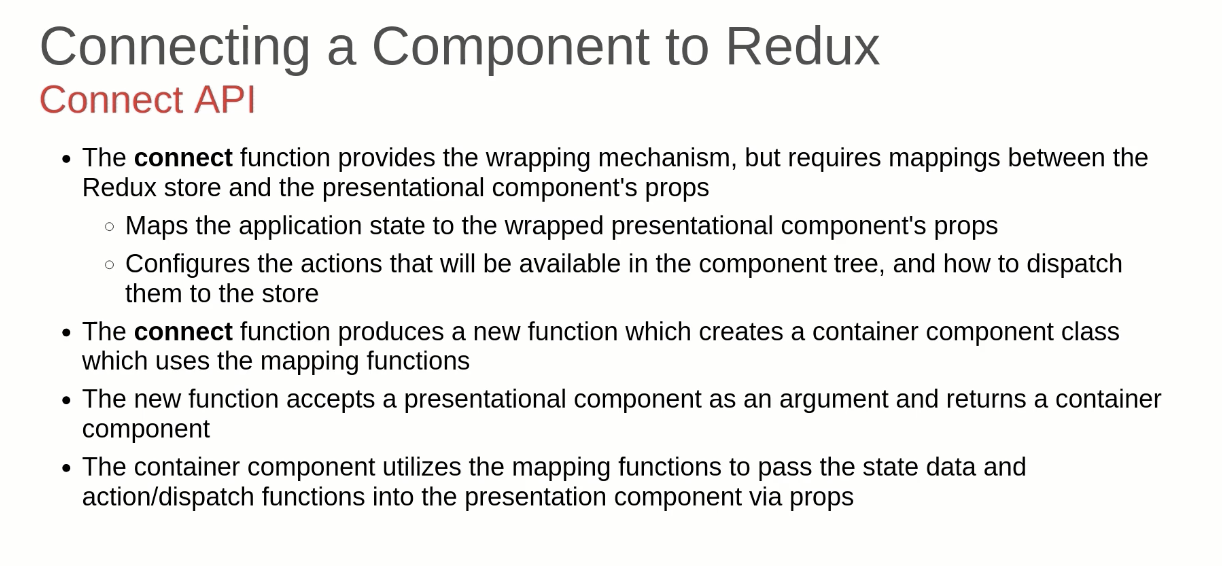 Connecting a Component to Redux
Connect API
• The connect function provides the wrapping mechanism, but requires mappings between the
Redux store and the presentational component's props
○ Maps the application state to the wrapped presentational component's props
○ Configures the actions that will be available in the component tree, and how to dispatch
them to the store
• The connect function produces a new function which creates a container component class
which uses the mapping functions
• The new function accepts a presentational component as an argument and returns a container
component
• The container component utilizes the mapping functions to pass the state data and
action/dispatch functions into the presentation component via props